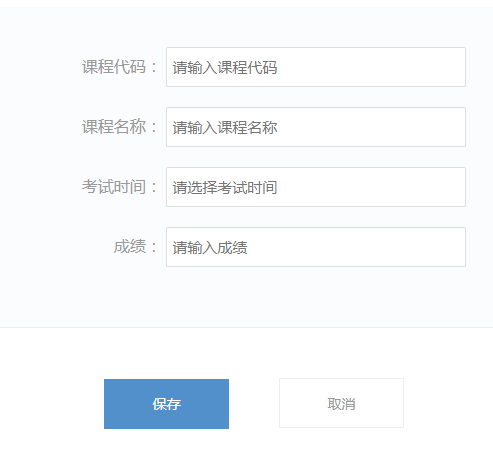 课程代码： 请输入课程代码
课程名称： 请输入课程名称
考试时间： 请选择考试时间
成绩： 请输入成绩
保存 取消